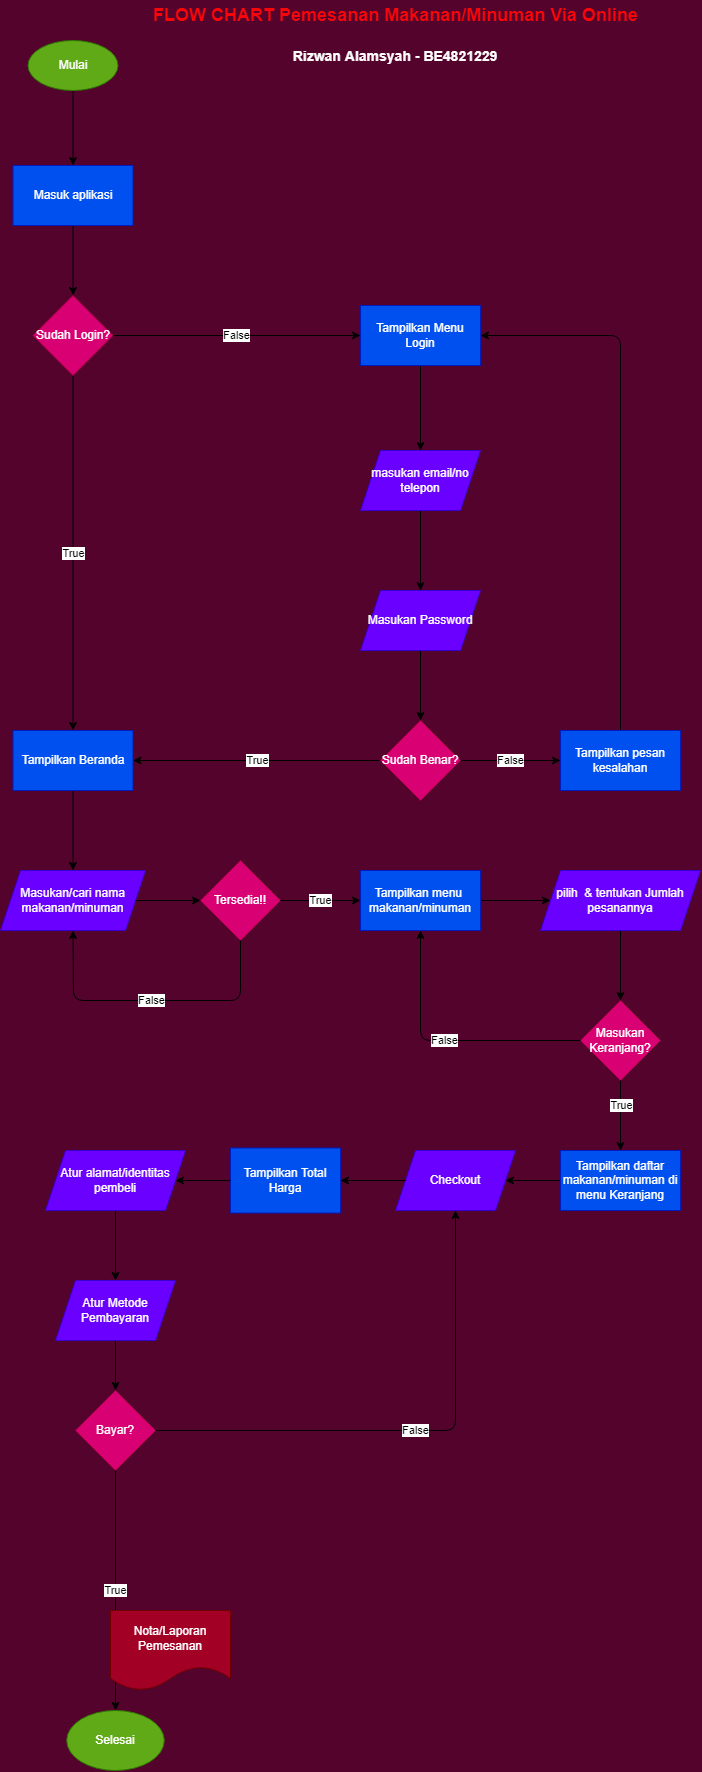 FLOW CHART Pemesanan Makanan/Minuman Via Online
Rizwan Alamsyah - BE4821229
Mulai
Masuk aplikasi
Sudah Login?
False
Tampilkan Menu
Login
masukan email/no
telepon
True
Masukan Password
Tampilkan Beranda
True
Sudah Benar?
False
Tampilkan pesan
kesalahan
Masukan/cari nama
makanan/minuman
Tersedia!!
True
Tampilkan menu
makanan/minuman
pilih & tentukan Jumlah
pesanannya
False
False
Masukan
Keranjang?
True
Atur alamat/identitas
pembeli
Tampilkan Total
Harga
Checkout
Tampilkan daftar
makanan/minuman di
menu Keranjang
Atur Metode
Pembayaran
Bayar?
False
True
Nota/Laporan
Pemesanan
Selesai